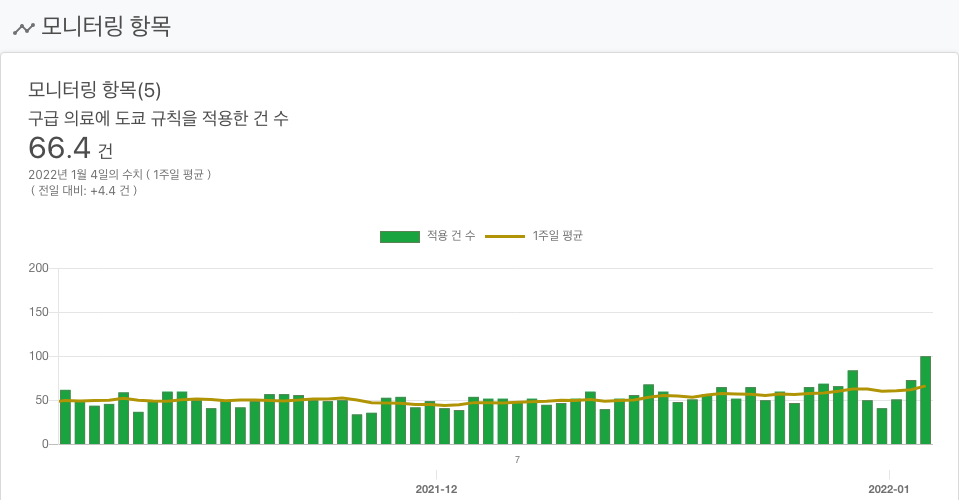 모니터링 항목
모니터링 항목(5)
구급 의료에 도쿄 규칙을 적용한 건 수
66.4 건
2022년 1월 4일의 수치 ( 1주일 평균 )
( 전일 대비: +4.4 건 )
적용 건 수 1주일 평균
200
150
100
50
0
7
2021-12 2022-01